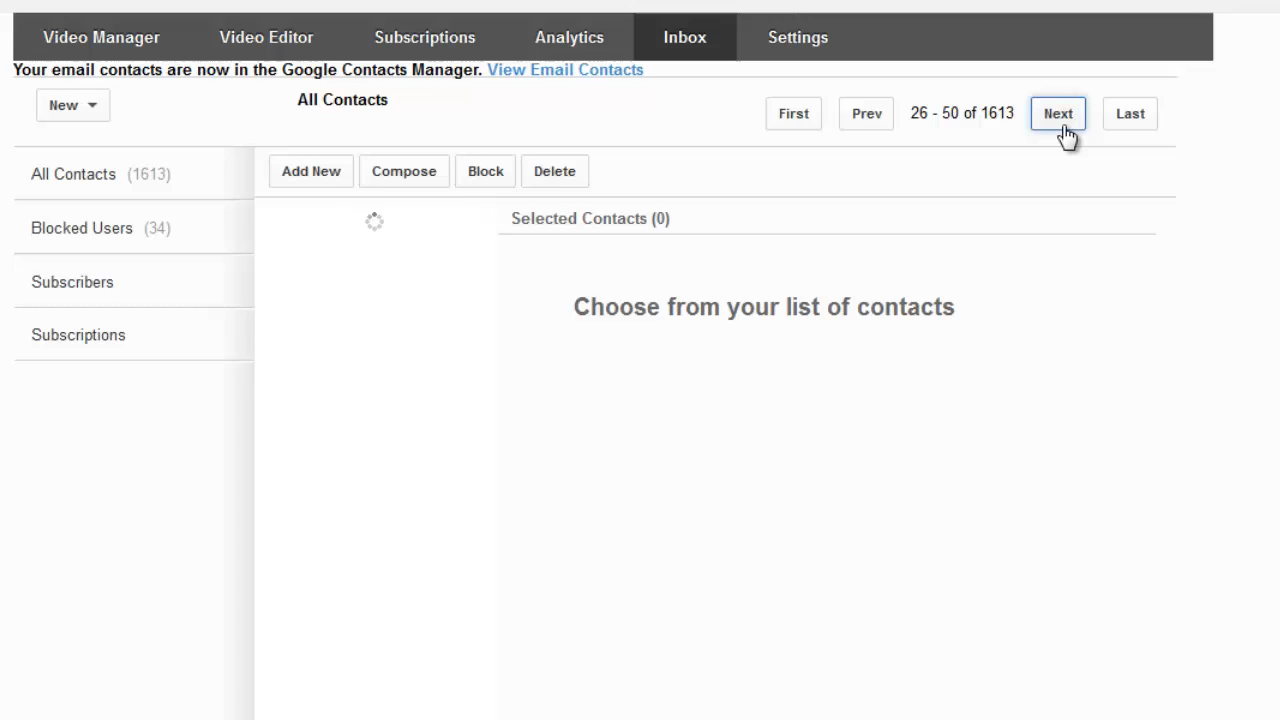 Video Manager Video Editor Subscriptions Analytics Inbox Settings
Your email contacts are now in the Google Contacts Manager. View Email Contacts
New All Contacts First Prev 26 - 50 of 1613 Next Last
All Contacts (1613)
Blocked Users (34)
Subscribers
Subscriptions
Add New Compose Block Delete
Selected Contacts (0)
Choose from your list of contacts